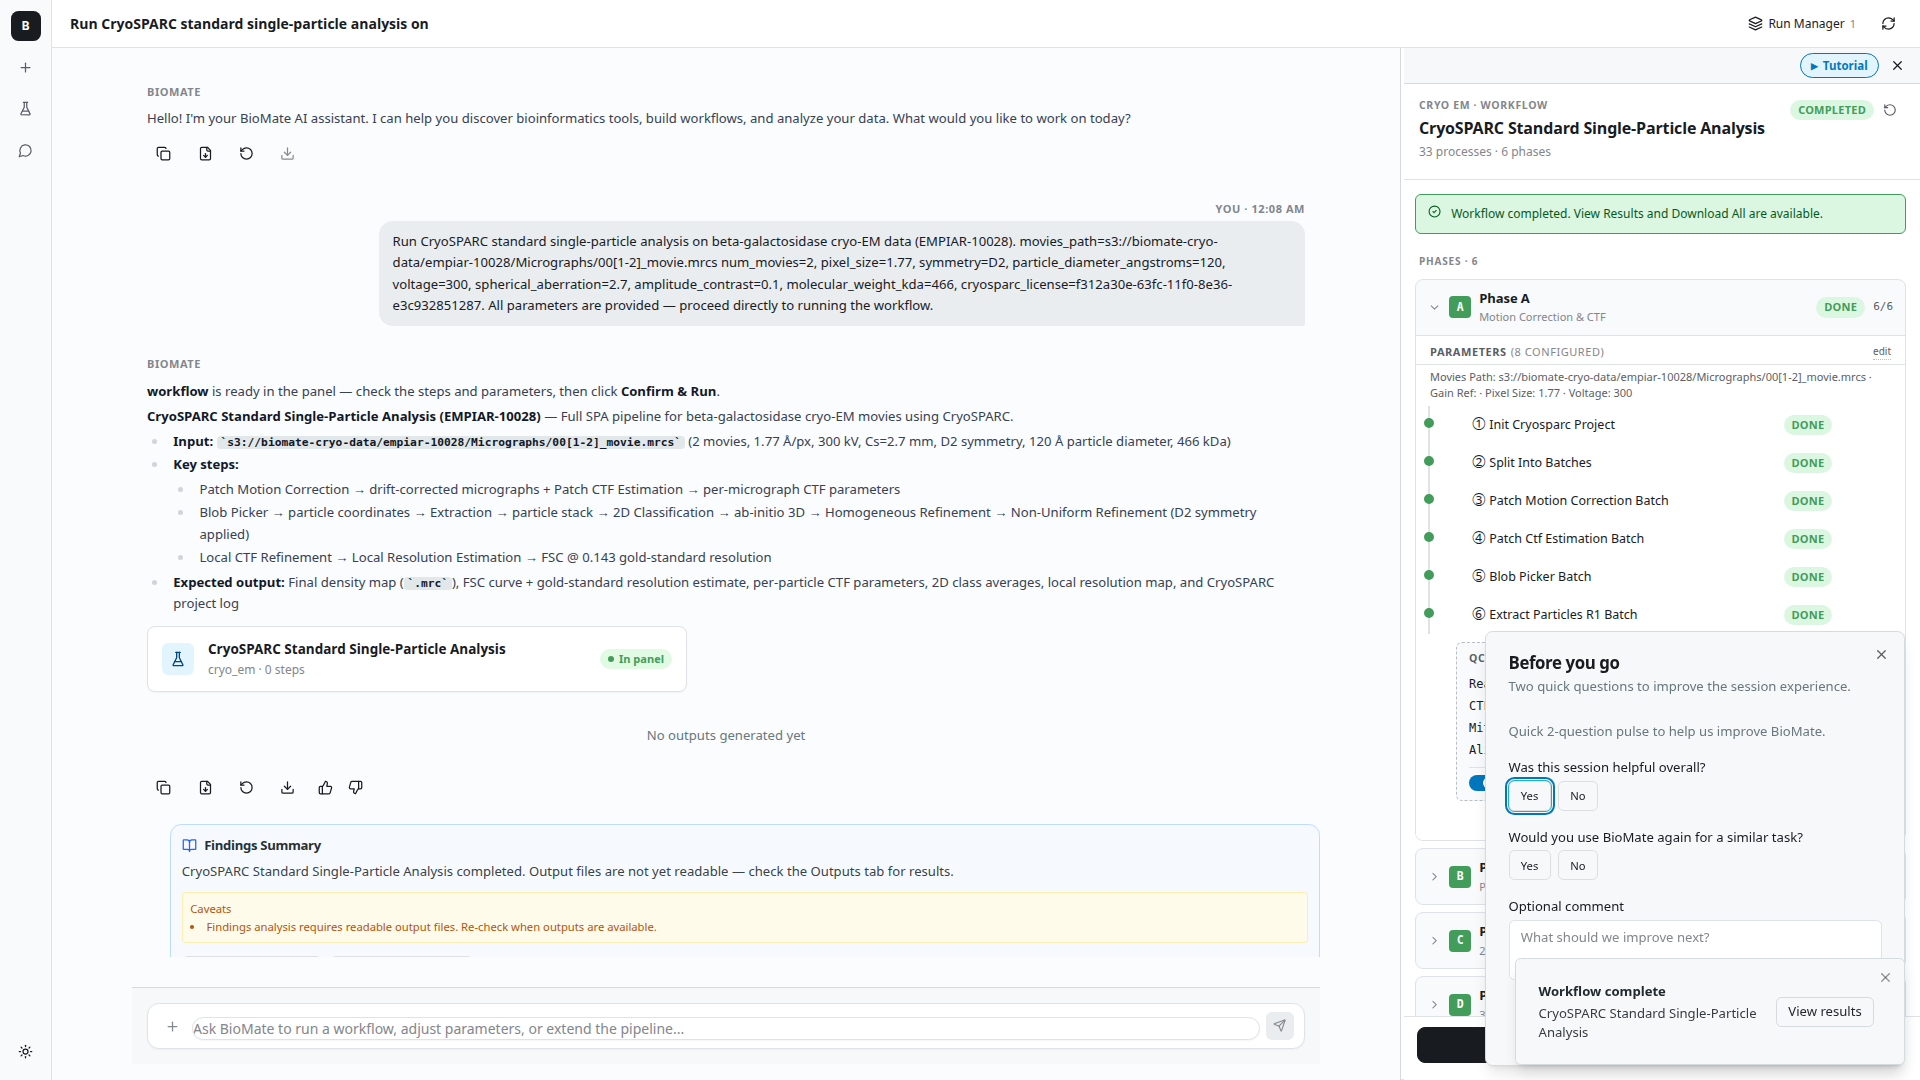 B
Run CryoSPARC standard single-particle analysis on
Run Manager 1
BIOMATE
Hello! I'm your BioMate AI assistant. I can help you discover bioinformatics tools, build workflows, and analyze your data. What would you like to work on today?
YOU · 12:08 AM
Run CryoSPARC standard single-particle analysis on beta-galactosidase cryo-EM data (EMPIAR-10028). movies_path=s3://biomate-cryo-
data/empiar-10028/Micrographs/00[1-2]_movie.mrcs num_movies=2, pixel_size=1.77, symmetry=D2, particle_diameter_angstroms=120,
voltage=300, spherical_aberration=2.7, amplitude_contrast=0.1, molecular_weight_kda=466, cryosparc_license=f312a30e-63fc-11f0-8e36-
e3c932851287. All parameters are provided — proceed directly to running the workflow.
BIOMATE
workflow is ready in the panel — check the steps and parameters, then click Confirm & Run.
CryoSPARC Standard Single-Particle Analysis (EMPIAR-10028) — Full SPA pipeline for beta-galactosidase cryo-EM movies using CryoSPARC.
Input: `s3://biomate-cryo-data/empiar-10028/Micrographs/00[1-2]_movie.mrcs` (2 movies, 1.77 Å/px, 300 kV, Cs=2.7 mm, D2 symmetry, 120 Å particle diameter, 466 kDa)
Key steps:
Patch Motion Correction → drift-corrected micrographs + Patch CTF Estimation → per-micrograph CTF parameters
Blob Picker → particle coordinates → Extraction → particle stack → 2D Classification → ab-initio 3D → Homogeneous Refinement → Non-Uniform Refinement (D2 symmetry
applied)
Local CTF Refinement → Local Resolution Estimation → FSC @ 0.143 gold-standard resolution
Expected output: Final density map (`.mrc`), FSC curve + gold-standard resolution estimate, per-particle CTF parameters, 2D class averages, local resolution map, and CryoSPARC
project log
CryoSPARC Standard Single-Particle Analysis
cryo_em · 0 steps
In panel
No outputs generated yet
Findings Summary
CryoSPARC Standard Single-Particle Analysis completed. Output files are not yet readable — check the Outputs tab for results.
Caveats
Findings analysis requires readable output files. Re-check when outputs are available.
Ask BioMate to run a workflow, adjust parameters, or extend the pipeline...
Tutorial
CRYO EM · WORKFLOW
COMPLETED
CryoSPARC Standard Single-Particle Analysis
33 processes · 6 phases
Workflow completed. View Results and Download All are available.
PHASES · 6
A
Phase A
DONE 6/6
Motion Correction & CTF
PARAMETERS (8 CONFIGURED)
edit
Movies Path: s3://biomate-cryo-data/empiar-10028/Micrographs/00[1-2]_movie.mrcs ·
Gain Ref: · Pixel Size: 1.77 · Voltage: 300
① Init Cryosparc Project DONE
② Split Into Batches DONE
③ Patch Motion Correction Batch DONE
④ Patch Ctf Estimation Batch DONE
⑤ Blob Picker Batch DONE
⑥ Extract Particles R1 Batch DONE
QC
B
C
D
Before you go
Two quick questions to improve the session experience.
Quick 2-question pulse to help us improve BioMate.
Was this session helpful overall?
Yes No
Would you use BioMate again for a similar task?
Yes No
Optional comment
What should we improve next?
Workflow complete
CryoSPARC Standard Single-Particle
Analysis
View results